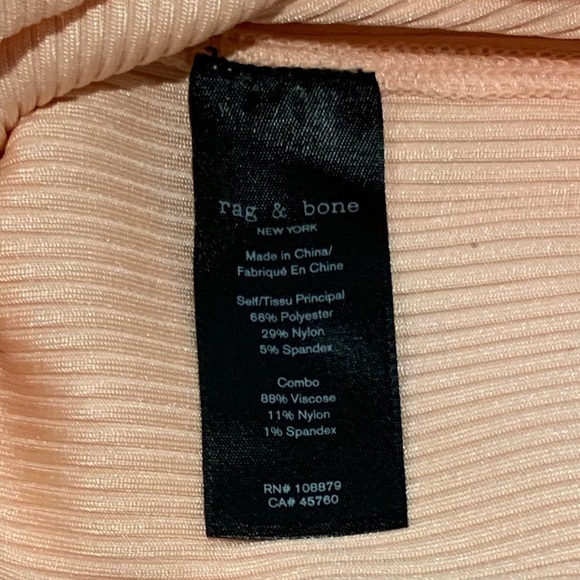 rag & bone
NEW YORK
Made in China/
Fabriqué En Chine
Self/Tissu Principal
66% Polyester
29% Nylon
5% Spandex
Combo
88% Viscose
11% Nylon
1% Spandex
RN# 108879
CA# 45760